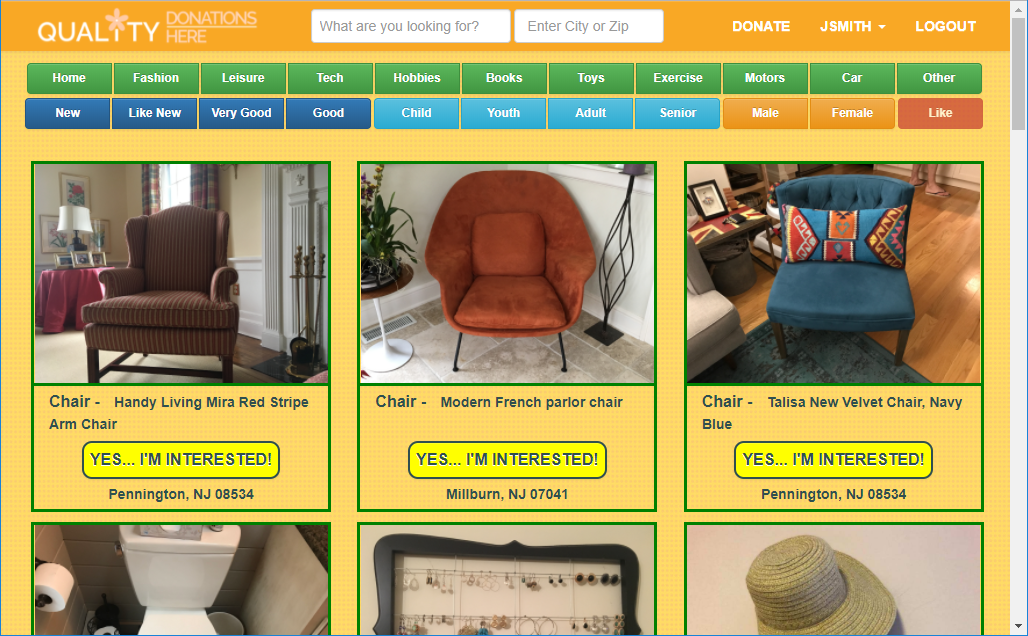 QUALITY DONATIONS HERE
What are you looking for?
Enter City or Zip
DONATE
JSMITH
LOGOUT
Home
Fashion
Leisure
Tech
Hobbies
Books
Toys
Exercise
Motors
Car
Other
New
Like New
Very Good
Good
Child
Youth
Adult
Senior
Male
Female
Like
Chair - Handy Living Mira Red Stripe
Arm Chair
YES... I'M INTERESTED!
Pennington, NJ 08534
Chair - Modern French parlor chair
YES... I'M INTERESTED!
Millburn, NJ 07041
Chair - Talisa New Velvet Chair, Navy
Blue
YES... I'M INTERESTED!
Pennington, NJ 08534